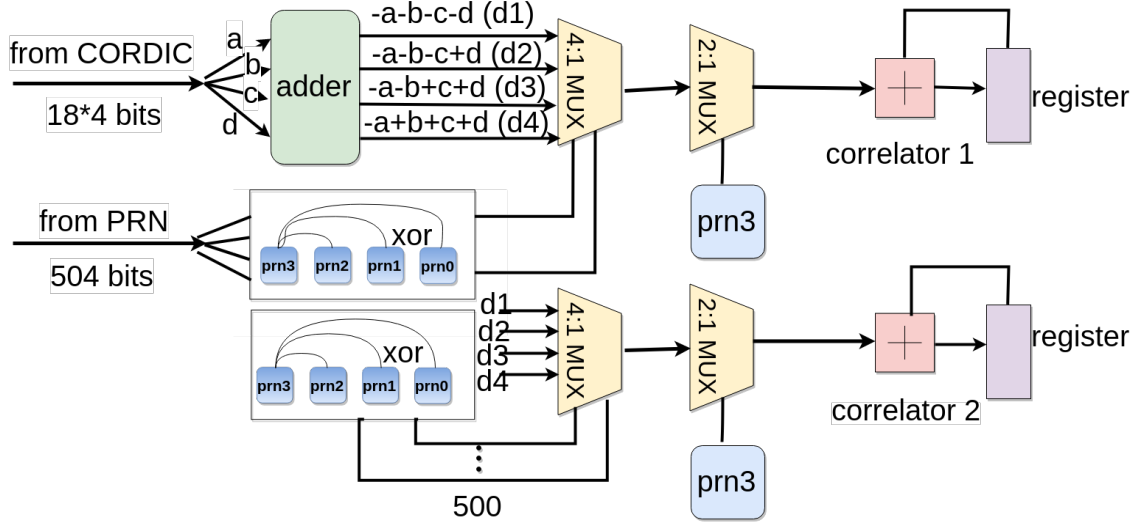 from CORDIC
18*4 bits
a
b
c
d
adder
-a-b-c-d (d1)
-a-b-c+d (d2)
-a-b+c+d (d3)
-a+b+c+d (d4)
4:1 MUX
2:1 MUX
prn3
correlator 1
register
from PRN
504 bits
xor
prn3 prn2 prn1 prn0
xor
prn3 prn2 prn1 prn0
d1
d2
d3
d4
4:1 MUX
2:1 MUX
prn3
correlator 2
register
500